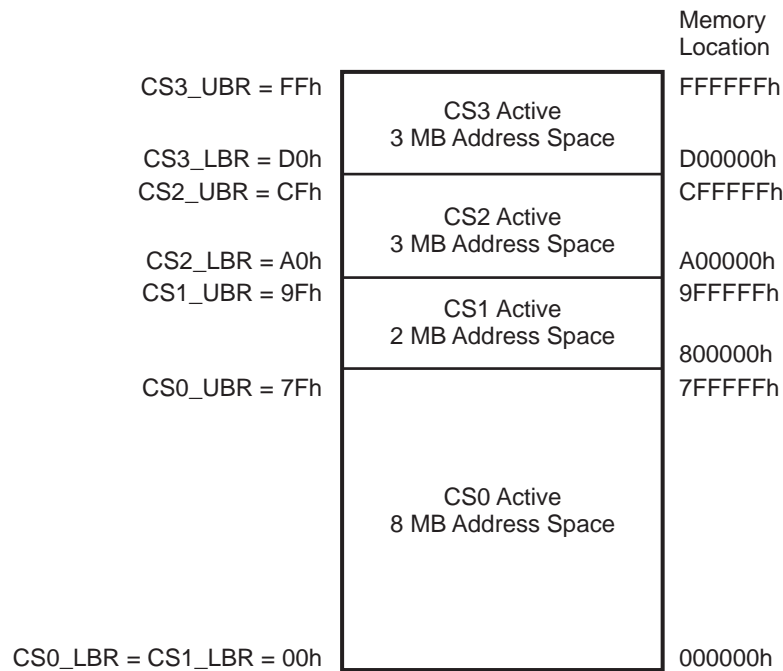 Memory
Location
CS3_UBR = FFh
FFFFFFh
CS3 Active
3 MB Address Space
CS3_LBR = D0h
D00000h
CS2_UBR = CFh
CFFFFFh
CS2 Active
3 MB Address Space
CS2_LBR = A0h
A00000h
CS1_UBR = 9Fh
9FFFFFh
CS1 Active
2 MB Address Space
800000h
CS0_UBR = 7Fh
7FFFFFh
CS0 Active
8 MB Address Space
CS0_LBR = CS1_LBR = 00h
000000h